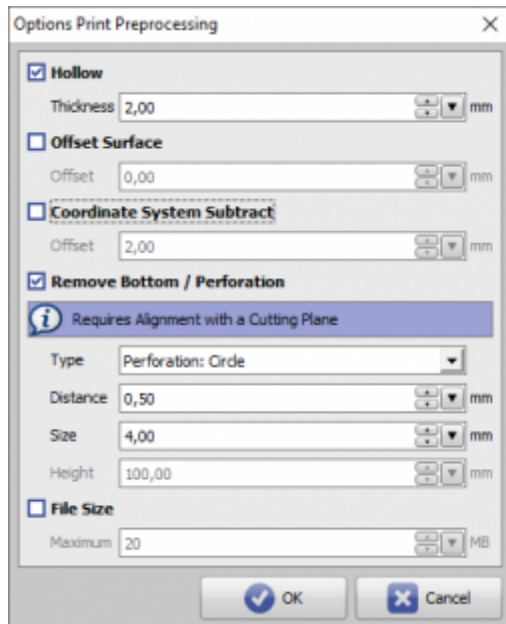 Options Print Preprocessing
Hollow
Thickness 2,00 mm
Offset Surface
Offset 0,00 mm
Coordinate System Subtract
Offset 2,00 mm
Remove Bottom / Perforation
Requires Alignment with a Cutting Plane
Type Perforation: Circle
Distance 0,50 mm
Size 4,00 mm
Height 100,00 mm
File Size
Maximum 20 MB
OK Cancel